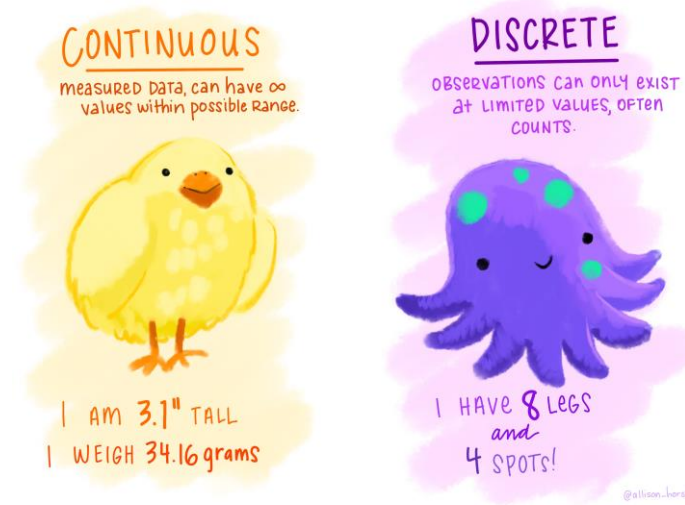 CONTINUOUS
measured DATA, can have ∞
values within possible RANGE.
I AM 3.1" TALL
I WEIGH 34.16 grams
DISCRETE
OBSERVATIONS CAN ONLY EXIST
at LIMITED VALUES, OFTEN
COUNTS.
I HAVE 8 LEGS
and
4 SPOTS!